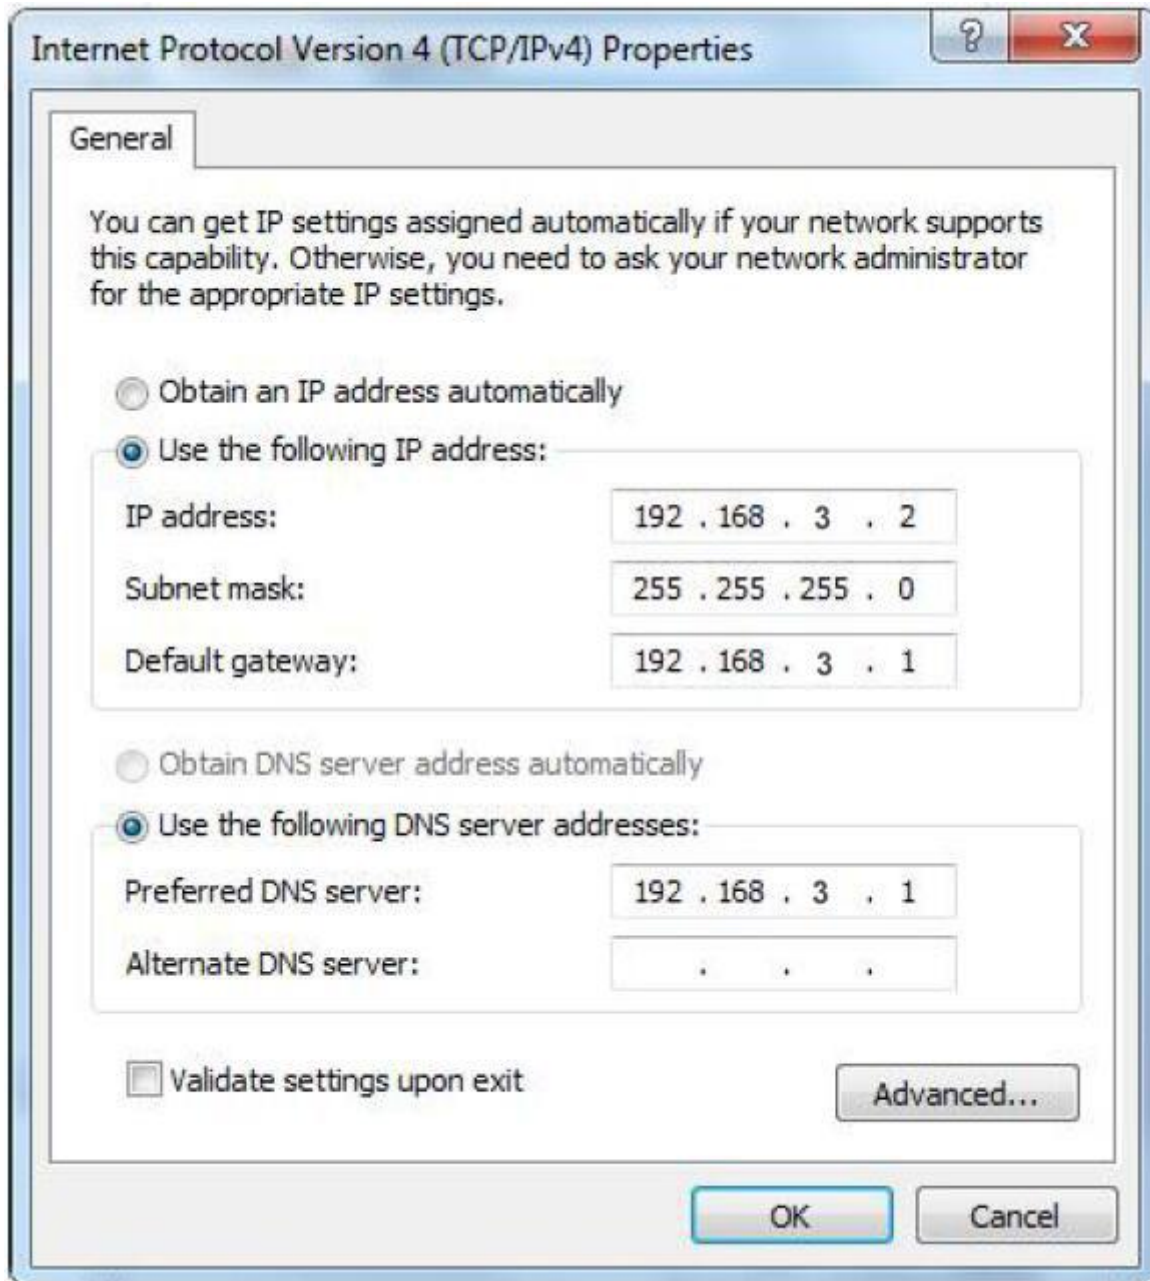 Internet Protocol Version 4 (TCP/IPv4) Properties
?
X
General
You can get IP settings assigned automatically if your network supports
this capability. Otherwise, you need to ask your network administrator
for the appropriate IP settings.
Obtain an IP address automatically
Use the following IP address:
IP address: 192 . 168 . 3 . 2
Subnet mask: 255 . 255 . 255 . 0
Default gateway: 192 . 168 . 3 . 1
Obtain DNS server address automatically
Use the following DNS server addresses:
Preferred DNS server: 192 . 168 . 3 . 1
Alternate DNS server: . . .
Validate settings upon exit
Advanced...
OK Cancel